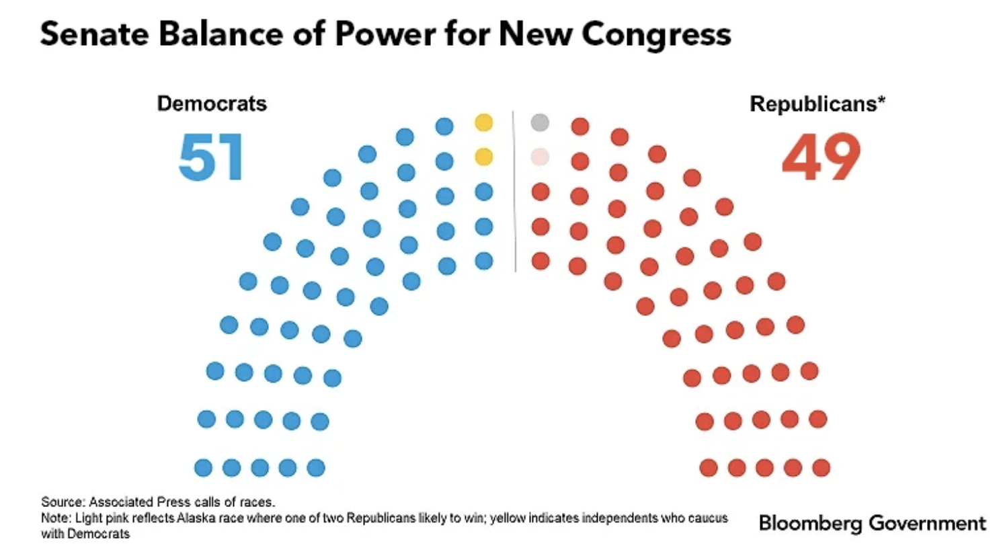 Senate Balance of Power for New Congress
Democrats
51
Republicans*
49
Source: Associated Press calls of races.
Note: Light pink reflects Alaska race where one of two Republicans likely to win; yellow indicates independents who caucus
with Democrats
Bloomberg Government